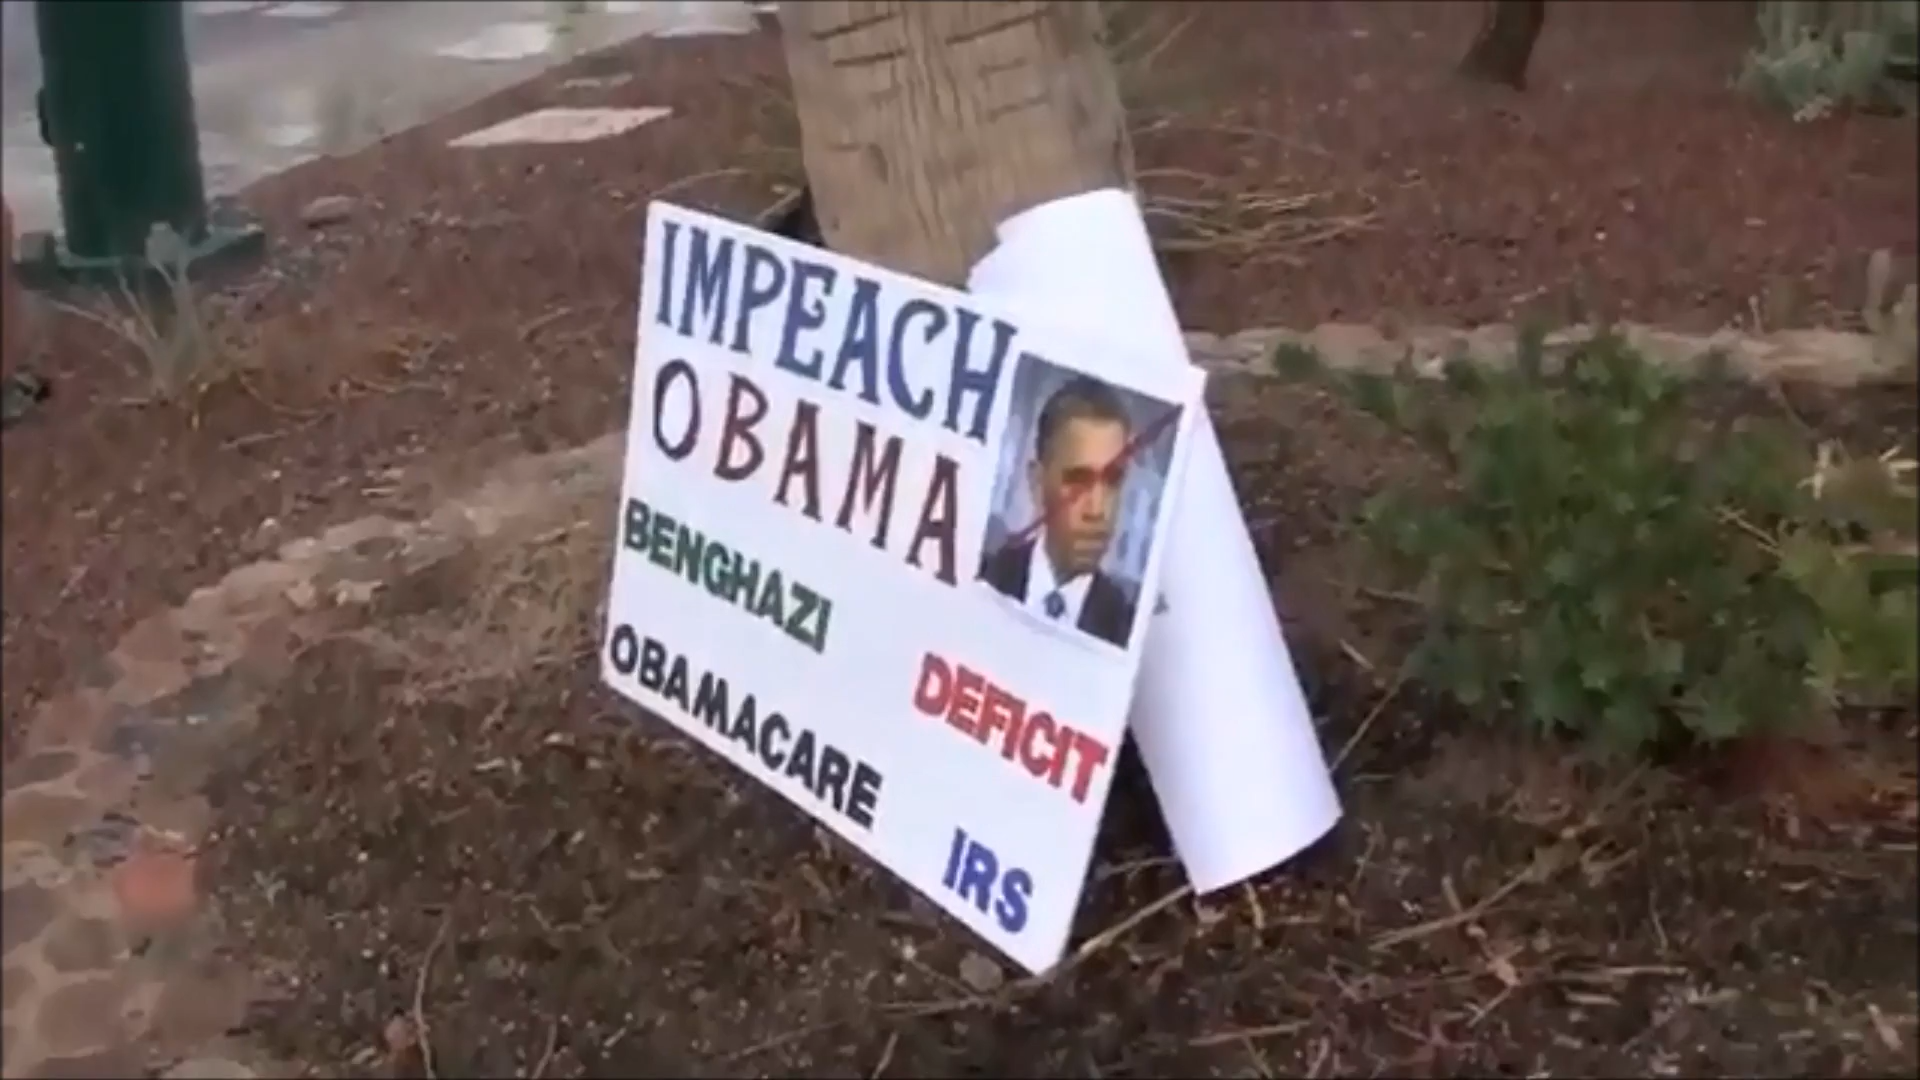 IMPEACH
OBAMA
BENGHAZI
DEFICIT
OBAMACARE
IRS